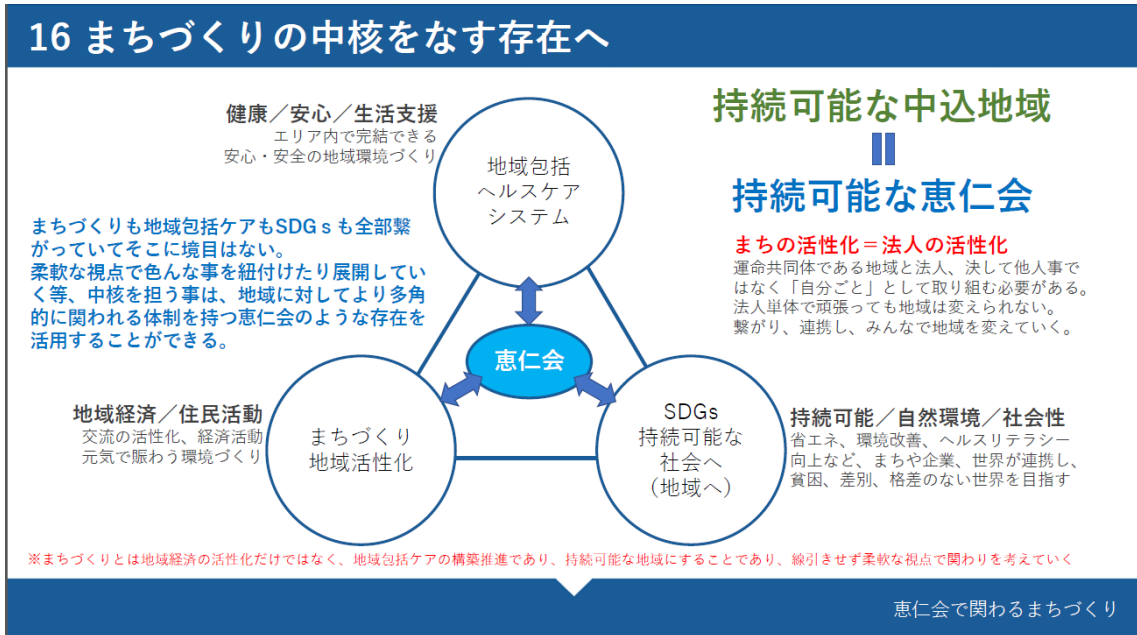 16 まちづくりの中核をなす存在へ
健康／安心／生活支援
エリア内で完結できる
安心・安全の地域環境づくり
地域包括
ヘルスケア
システム
持続可能な中込地域
持続可能な恵仁会
まちの活性化＝法人の活性化
運命共同体である地域と法人、決して他人事で
はなく「自分ごと」として取り組む必要がある。
法人単体で頑張っても地域は変えられない。
繋がり、連携し、みんなで地域を変えていく。
まちづくりも地域包括ケアもSDGｓも全部繋
がっていてそこに境目はない。
柔軟な視点で色んな事を紐付けたり展開してい
く等、中核を担う事は、地域に対してより多角
的に関われる体制を持つ恵仁会のような存在を
活用することができる。
恵仁会
地域経済／住民活動
交流の活性化、経済活動
元気で賑わう環境づくり
まちづくり
地域活性化
SDGs
持続可能な
社会へ
（地域へ）
持続可能／自然環境／社会性
省エネ、環境改善、ヘルスリテラシー
向上など、まちや企業、世界が連携し、
貧困、差別、格差のない世界を目指す
※まちづくりとは地域経済の活性化だけではなく、地域包括ケアの構築推進であり、持続可能な地域にすることであり、線引きせず柔軟な視点で関わりを考えていく
恵仁会で関わるまちづくり